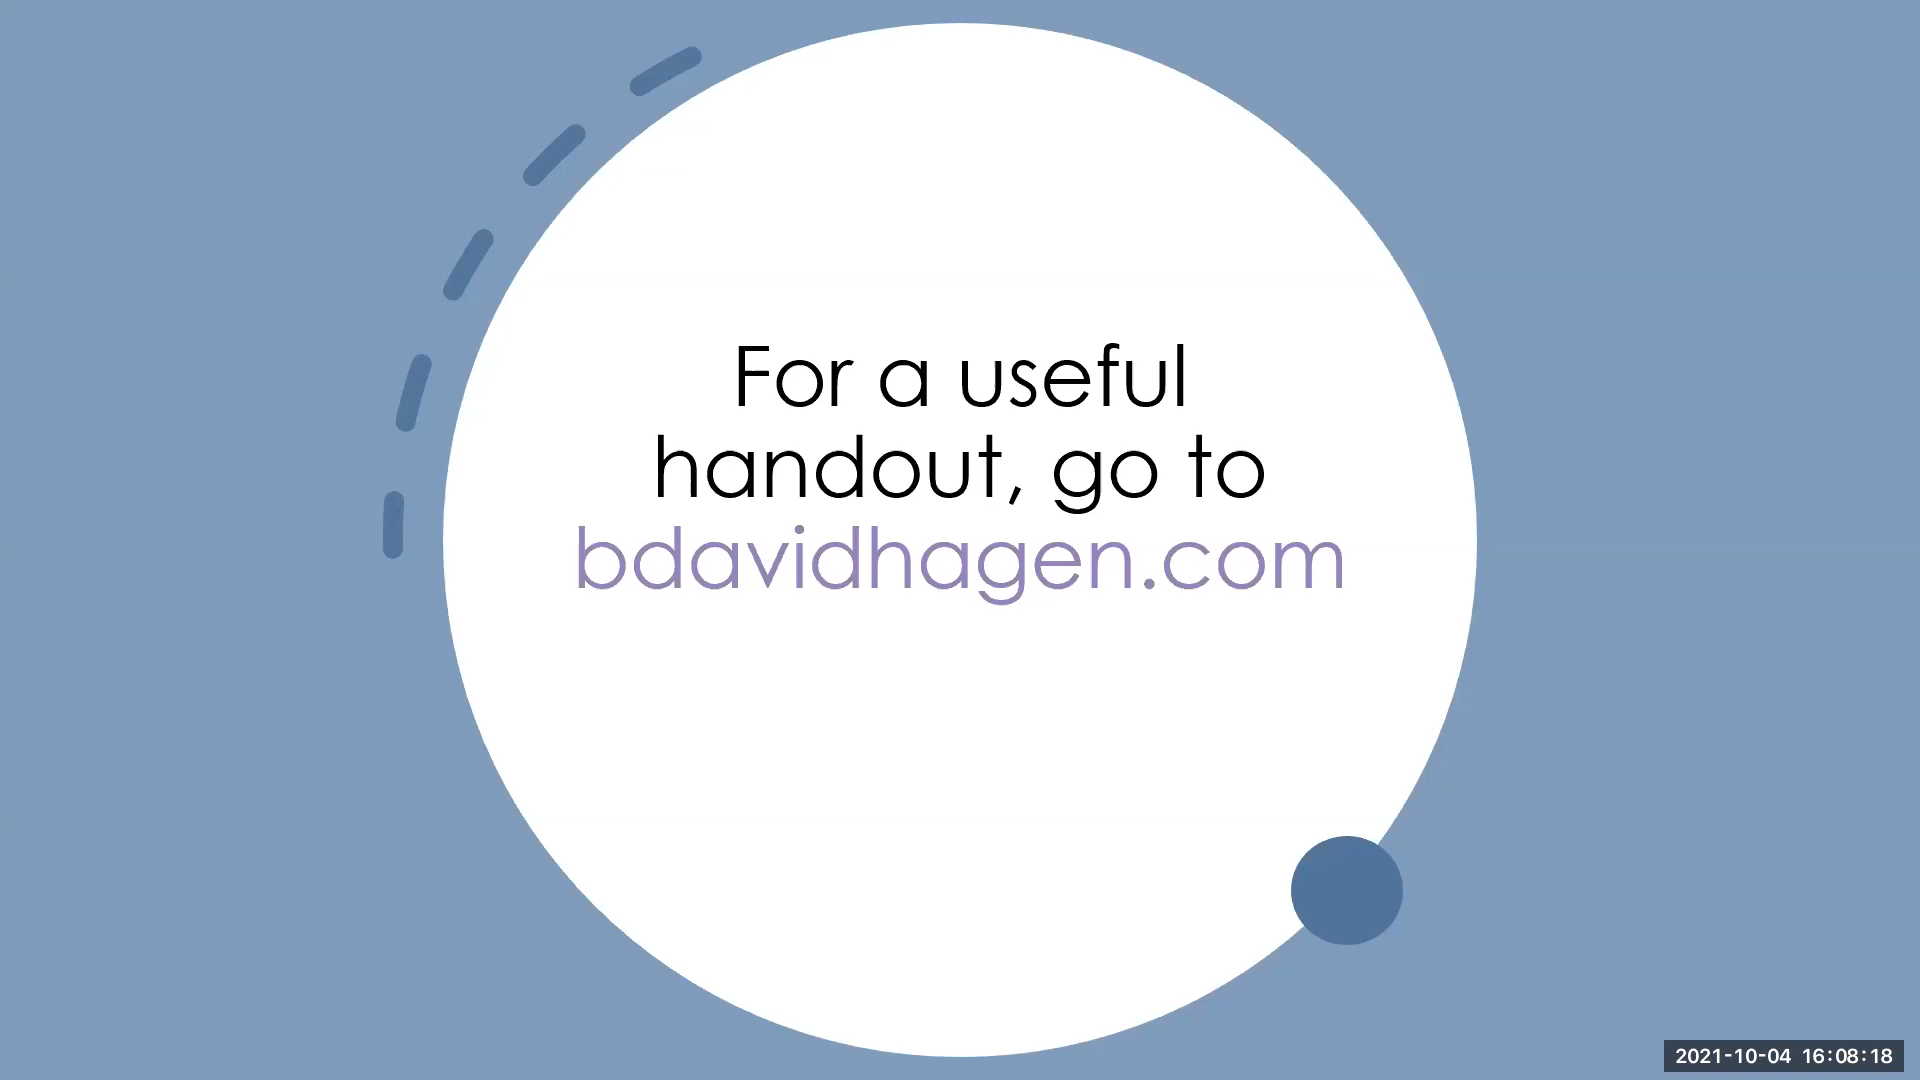 For a useful
handout, go to
bdavidhagen.com
2021-10-04 16:08:18